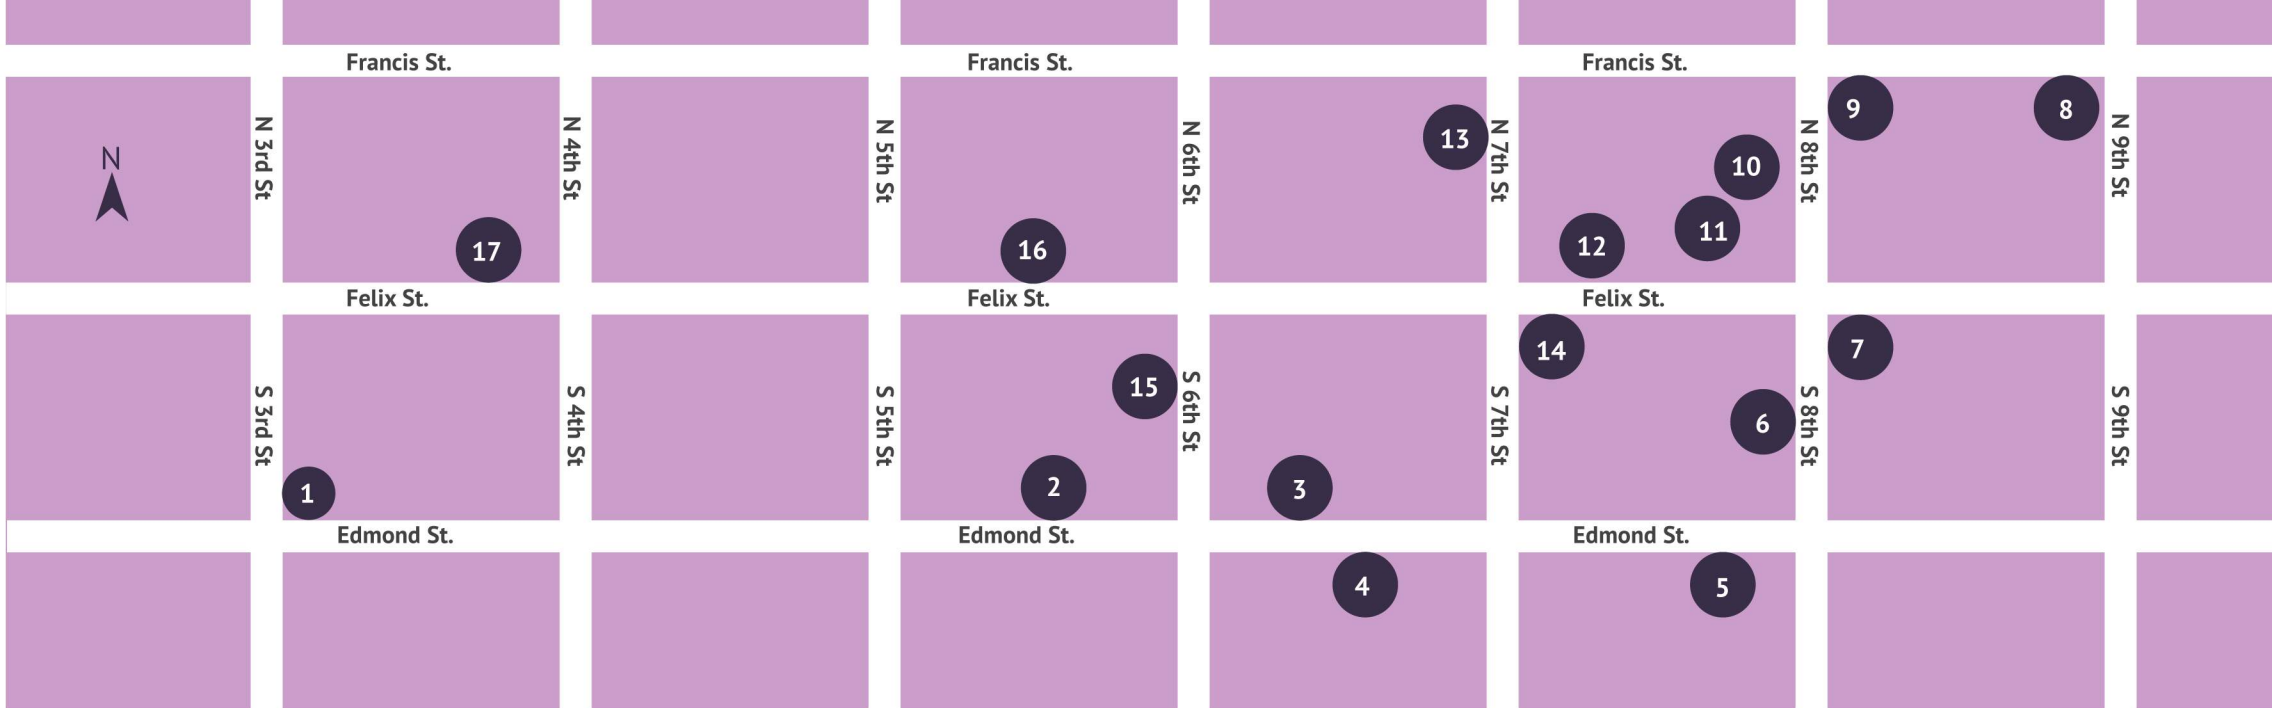 Francis St.
Francis St.
Francis St.
N
N 3rd St
N 4th St
N 5th St
N 6th St
N 7th St
N 8th St
N 9th St
9
8
13
10
11
12
17
16
Felix St.
Felix St.
Felix St.
14
7
15
6
S 3rd St
S 4th St
S 5th St
S 6th St
S 7th St
S 8th St
S 9th St
1
2
3
Edmond St.
Edmond St.
Edmond St.
4
5